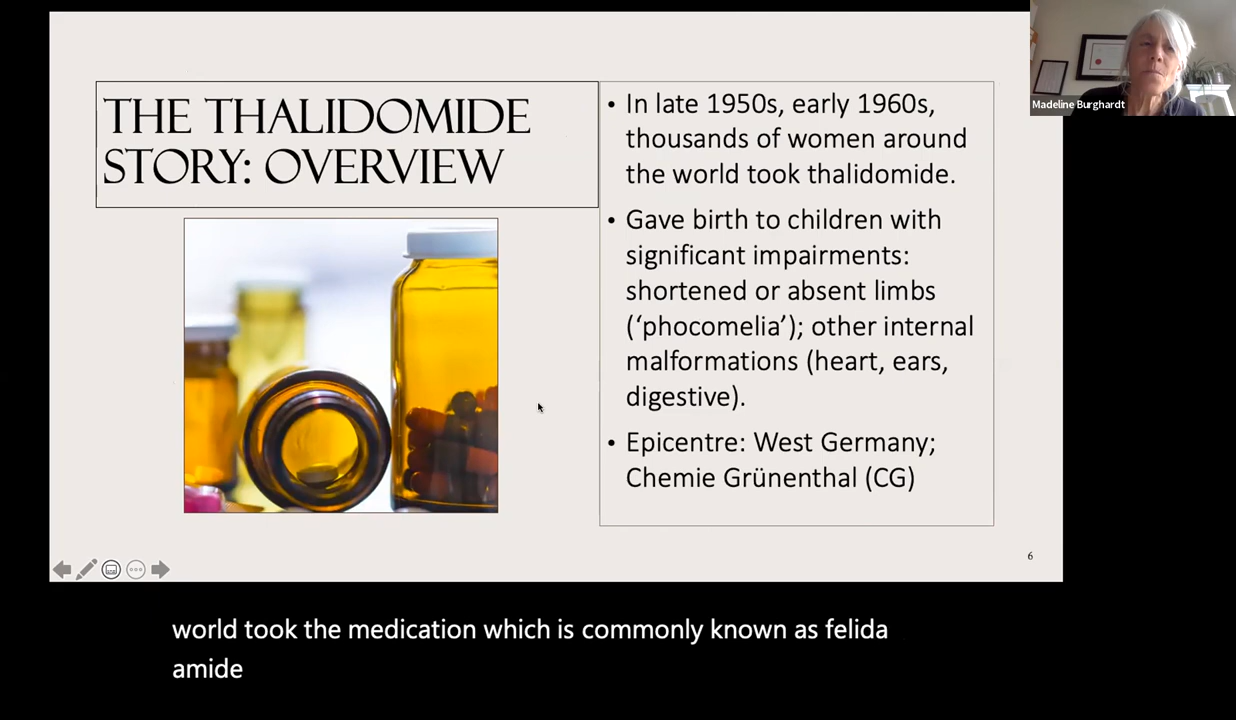 THE THALIDOMIDE
STORY: OVERVIEW
• In late 1950s, early 1960s,
thousands of women around
the world took thalidomide.
• Gave birth to children with
significant impairments:
shortened or absent limbs
(‘phocomelia’); other internal
malformations (heart, ears,
digestive).
• Epicentre: West Germany;
Chemie Grünenthal (CG)
6
Madeline Burghardt
world took the medication which is commonly known as felida
amide